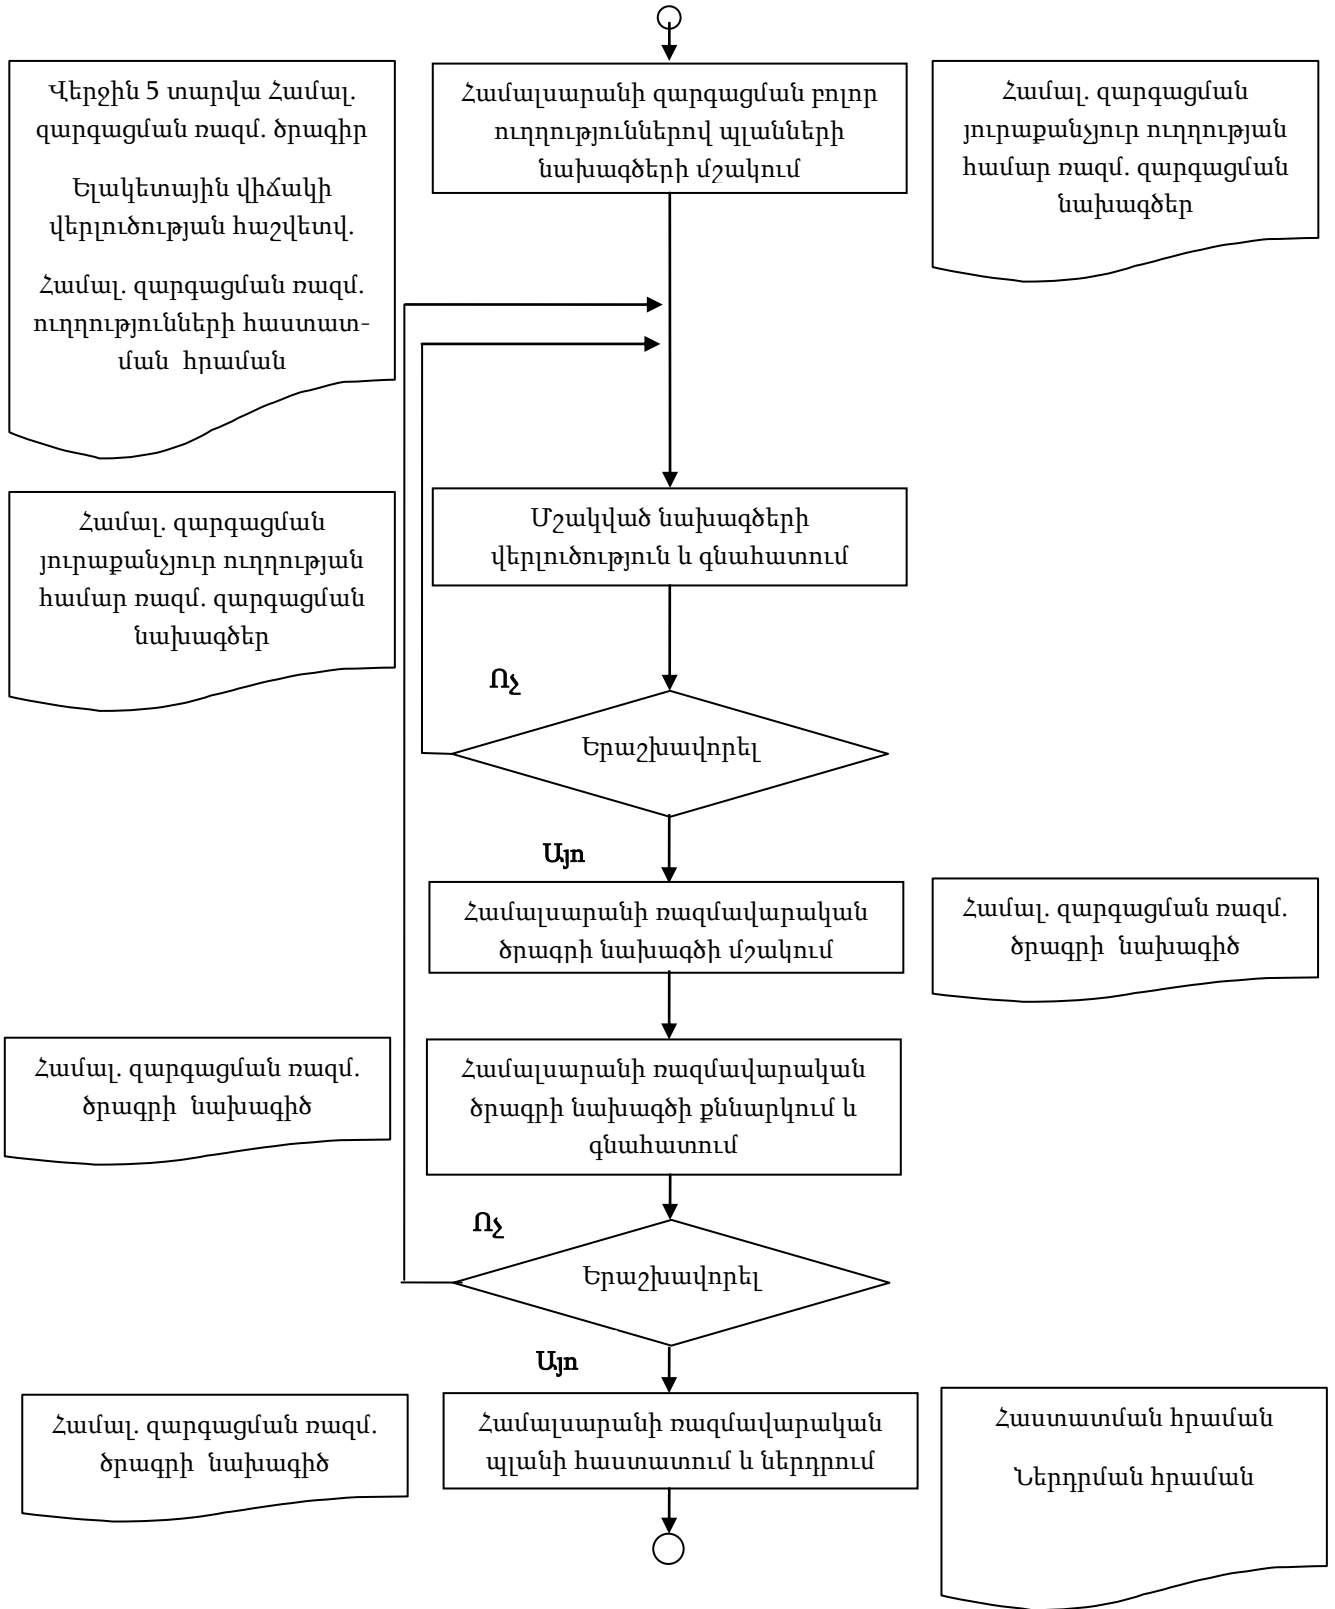 Վերջին 5 տարվա Համալ.
զարգացման ռազմ. ծրագիր
Ելակետային վիճակի
վերլուծության հաշվետվ.
Համալ. զարգացման ռազմ.
ուղղությունների հաստատ-
ման հրաման
Համալսարանի զարգացման բոլոր
ուղղություններով պլանների
նախագծերի մշակում
Համալ. զարգացման
յուրաքանչյուր ուղղության
համար ռազմ. զարգացման
նախագծեր
Համալ. զարգացման
յուրաքանչյուր ուղղության
համար ռազմ. զարգացման
նախագծեր
Մշակված նախագծերի
վերլուծություն և գնահատում
Ոչ
Երաշխավորել
Այո
Համալսարանի ռազմավարական
ծրագրի նախագծի մշակում
Համալ. զարգացման ռազմ.
ծրագրի նախագիծ
Համալ. զարգացման ռազմ.
ծրագրի նախագիծ
Համալսարանի ռազմավարական
ծրագրի նախագծի քննարկում և
գնահատում
Ոչ
Երաշխավորել
Այո
Համալ. զարգացման ռազմ.
ծրագրի նախագիծ
Համալսարանի ռազմավարական
պլանի հաստատում և ներդրում
Հաստատման հրաման
Ներդրման հրաման